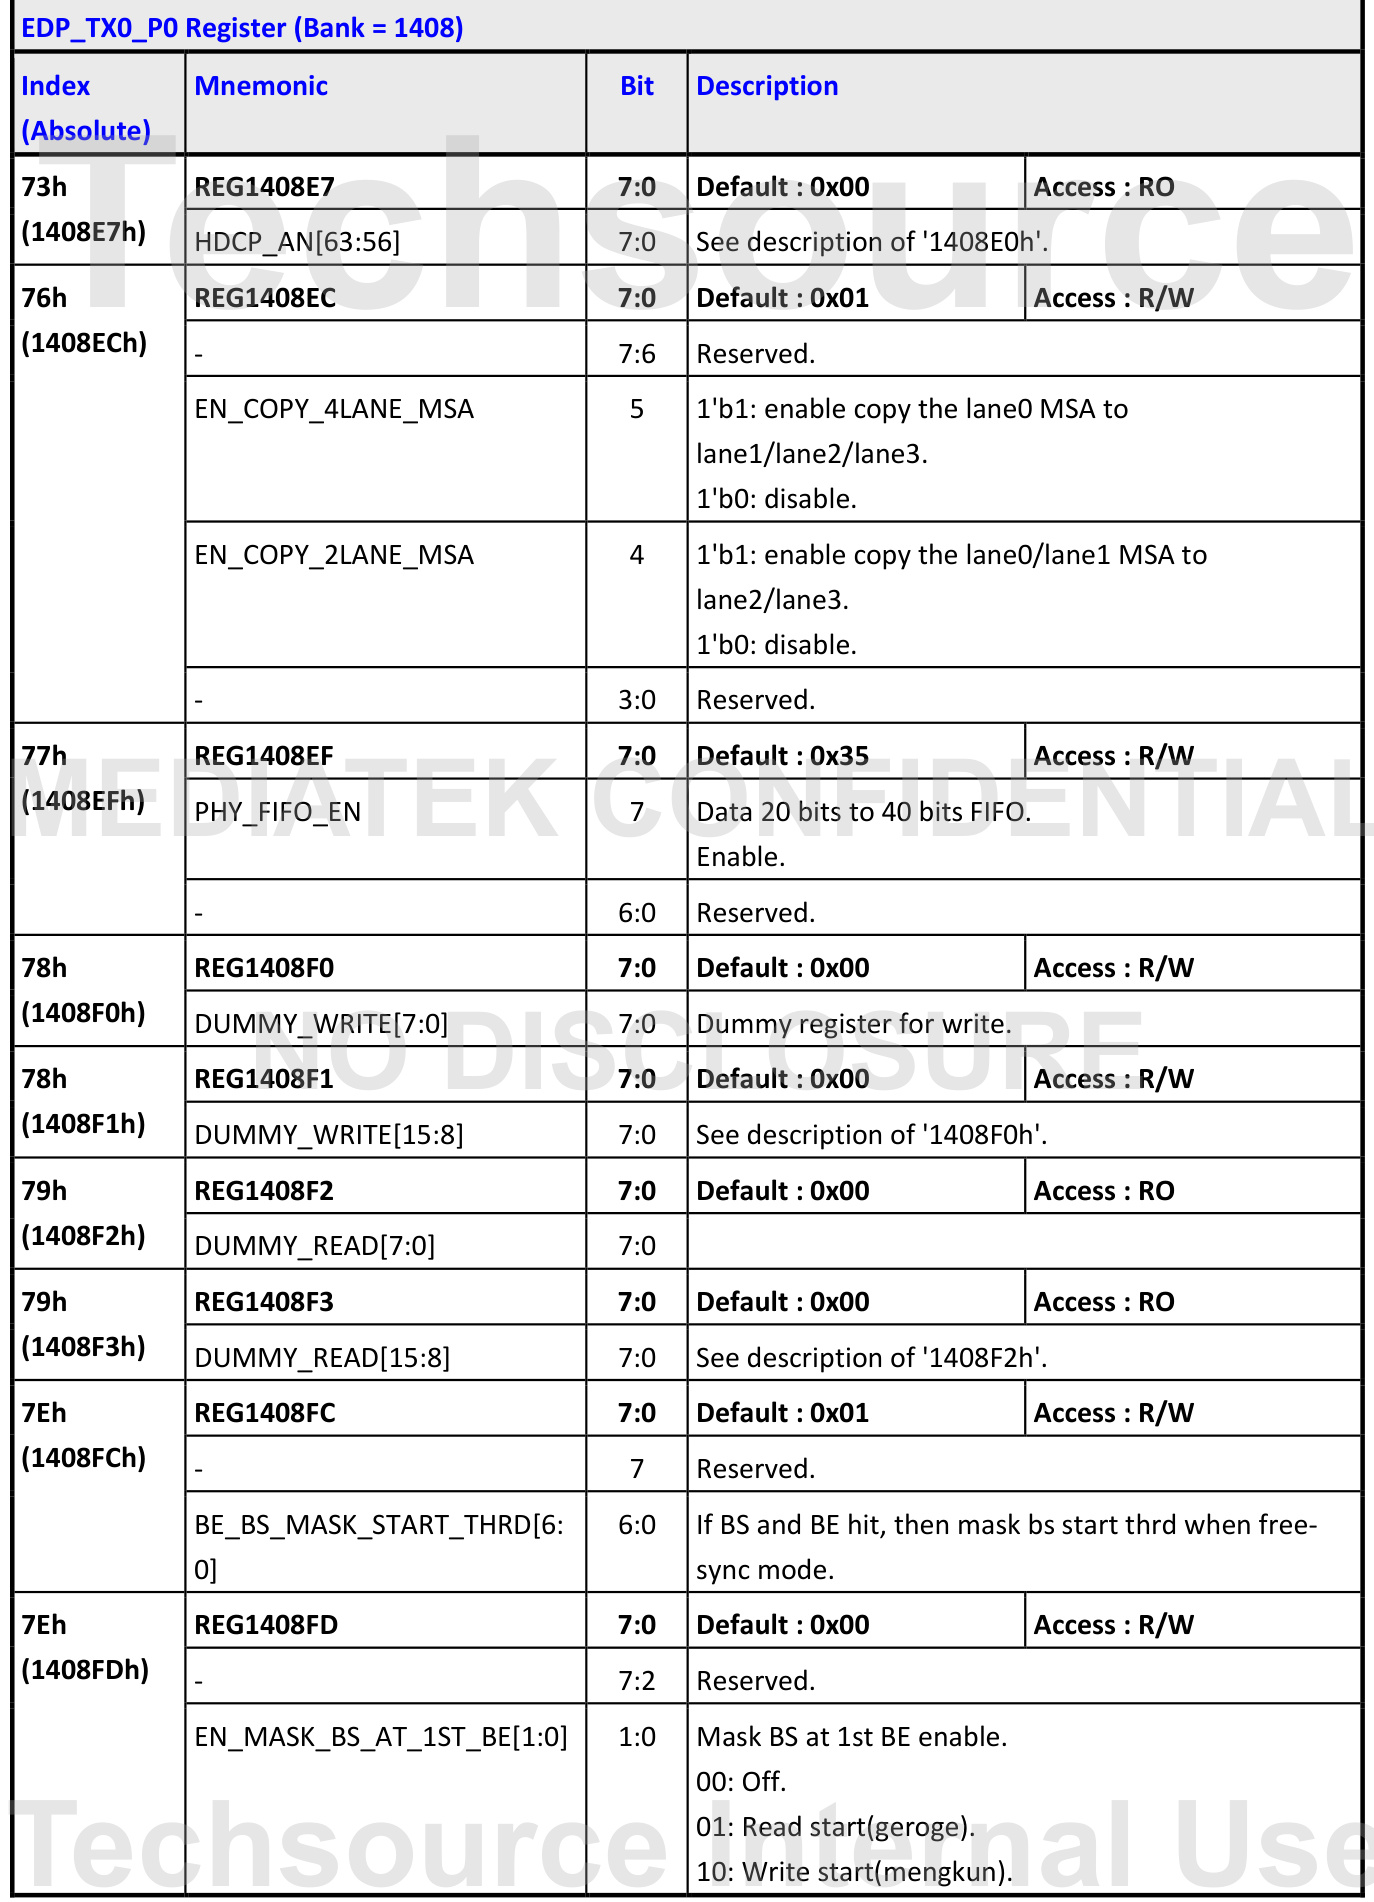 EDP_TX0_P0 Register (Bank = 1408)
Index (Absolute) Mnemonic Bit Description
73h (1408E7h) REG1408E7 7:0 Default : 0x00 Access : RO
HDCP_AN[63:56] 7:0 See description of '1408E0h'.
76h (1408ECh) REG1408EC 7:0 Default : 0x01 Access : R/W
- 7:6 Reserved.
EN_COPY_4LANE_MSA 5 1'b1: enable copy the lane0 MSA to
lane1/lane2/lane3.
1'b0: disable.
EN_COPY_2LANE_MSA 4 1'b1: enable copy the lane0/lane1 MSA to
lane2/lane3.
1'b0: disable.
- 3:0 Reserved.
77h (1408EFh) REG1408EF 7:0 Default : 0x35 Access : R/W
PHY_FIFO_EN 7 Data 20 bits to 40 bits FIFO.
Enable.
- 6:0 Reserved.
78h (1408F0h) REG1408F0 7:0 Default : 0x00 Access : R/W
DUMMY_WRITE[7:0] 7:0 Dummy register for write.
78h (1408F1h) REG1408F1 7:0 Default : 0x00 Access : R/W
DUMMY_WRITE[15:8] 7:0 See description of '1408F0h'.
79h (1408F2h) REG1408F2 7:0 Default : 0x00 Access : RO
DUMMY_READ[7:0] 7:0
79h (1408F3h) REG1408F3 7:0 Default : 0x00 Access : RO
DUMMY_READ[15:8] 7:0 See description of '1408F2h'.
7Eh (1408FCh) REG1408FC 7:0 Default : 0x01 Access : R/W
- 7 Reserved.
BE_BS_MASK_START_THRD[6:0] 6:0 If BS and BE hit, then mask bs start thrd when free-
sync mode.
7Eh (1408FDh) REG1408FD 7:0 Default : 0x00 Access : R/W
- 7:2 Reserved.
EN_MASK_BS_AT_1ST_BE[1:0] 1:0 Mask BS at 1st BE enable.
00: Off.
01: Read start(geroge).
10: Write start(mengkun).
Techsource
MEDIATEK CONFIDENTIAL
NO DISCLOSURE
Techsource Internal Use